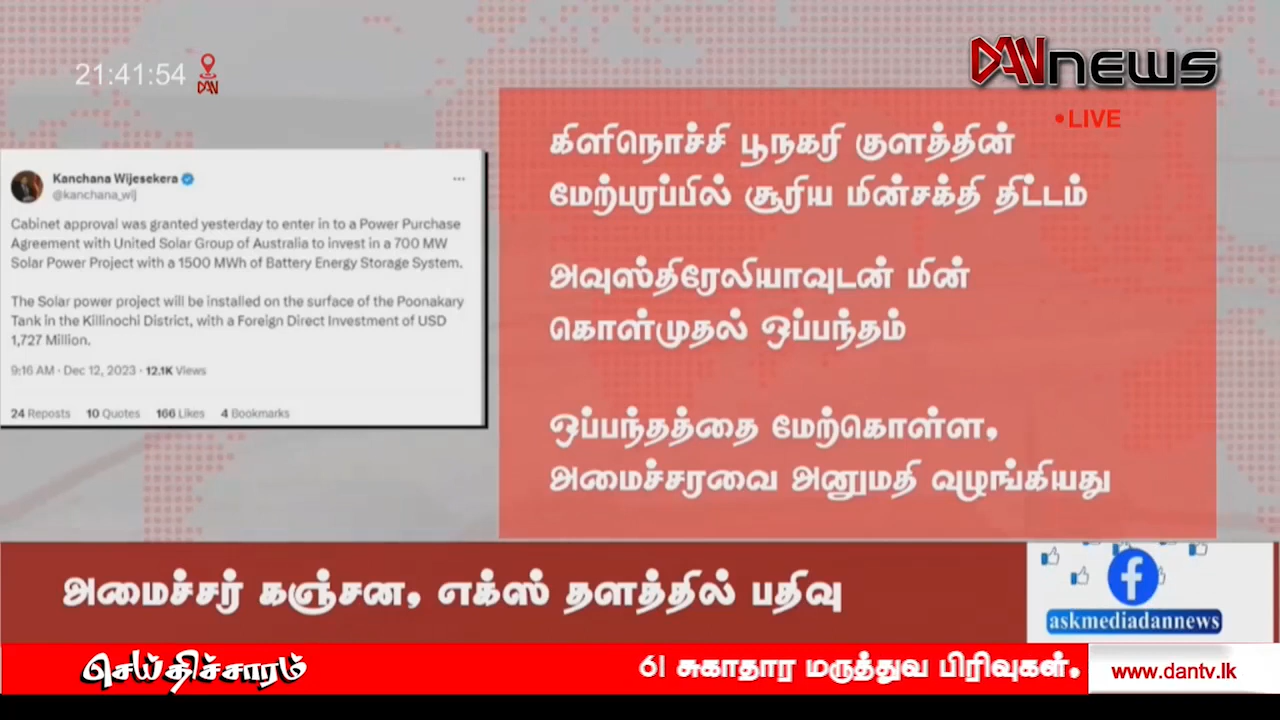 21:41:54
DAN
DAN news
LIVE
Kanchana Wijesekera
@kanchana_wij
Cabinet approval was granted yesterday to enter in to a Power Purchase
Agreement with United Solar Group of Australia to invest in a 700 MW
Solar Power Project with a 1500 MWh of Battery Energy Storage System.
The Solar power project will be installed on the surface of the Poonakary
Tank in the Killinochi District, with a Foreign Direct Investment of USD
1,727 Million.
9:16 AM · Dec 12, 2023 · 12.1K Views
24 Reposts 10 Quotes 166 Likes 4 Bookmarks
கிளிநொச்சி பூநகரி குளத்தின்
மேற்பரப்பில் சூரிய மின்சக்தி திட்டம்
அவுஸ்திரேலியாவுடன் மின்
கொள்முதல் ஒப்பந்தம்
ஒப்பந்தத்தை மேற்கொள்ள,
அமைச்சரவை அனுமதி வழங்கியது
அமைச்சர் கஞ்சன, எக்ஸ் தளத்தில் பதிவு
askmediadannews
செய்திச்சாரம்
61 சுகாதார மருத்துவ பிரிவுகள்,
www.dantv.lk